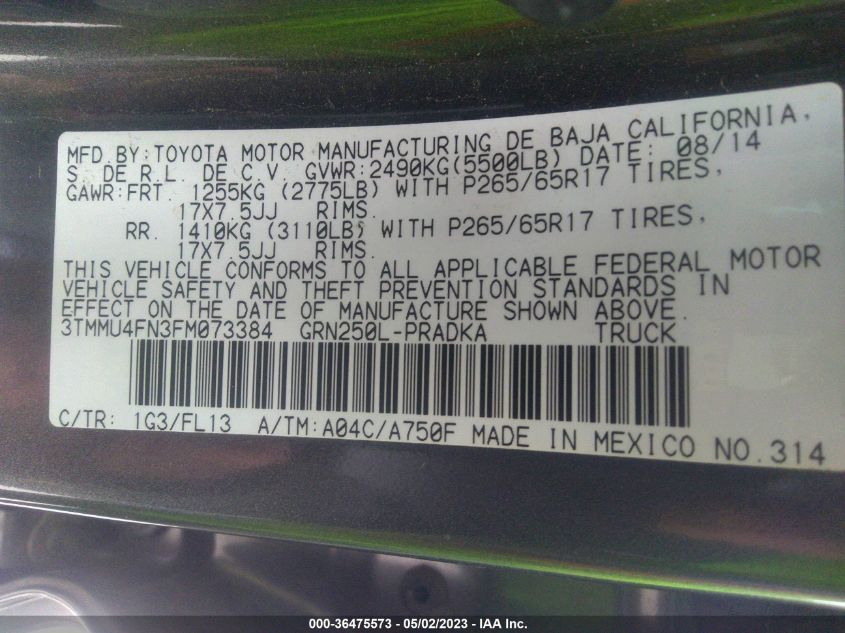 MFD.BY:TOYOTA MOTOR MANUFACTURING DE BAJA CALIFORNIA,
S. DE R.L. DE C.V. GVWR:2490KG(5500LB) DATE: 08/14
GAWR:FRT. 1255KG (2775LB) WITH P265/65R17 TIRES,
17X7.5JJ RIMS.
RR. 1410KG (3110LB) WITH P265/65R17 TIRES,
17X7.5JJ RIMS.
THIS VEHICLE CONFORMS TO ALL APPLICABLE FEDERAL MOTOR
VEHICLE SAFETY AND THEFT PREVENTION STANDARDS IN
EFFECT ON THE DATE OF MANUFACTURE SHOWN ABOVE.
3TMMU4FN3FM073384 GRN250L-PRADKA TRUCK
C/TR: 1G3/FL13 A/TM:A04C/A750F MADE IN MEXICO NO.314
000-36475573 - 05/02/2023 - IAA Inc.